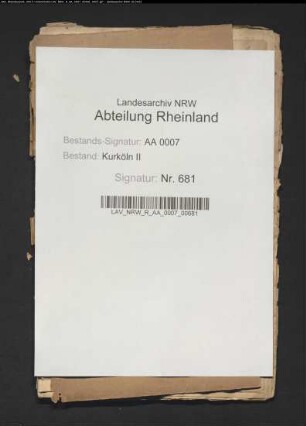 Landesarchiv NRW
Abteilung Rheinland
Bestands-Signatur: AA 0007
Bestand: Kurköln II
Signatur: Nr. 681
LAV_NRW_R_AA_0007_00681